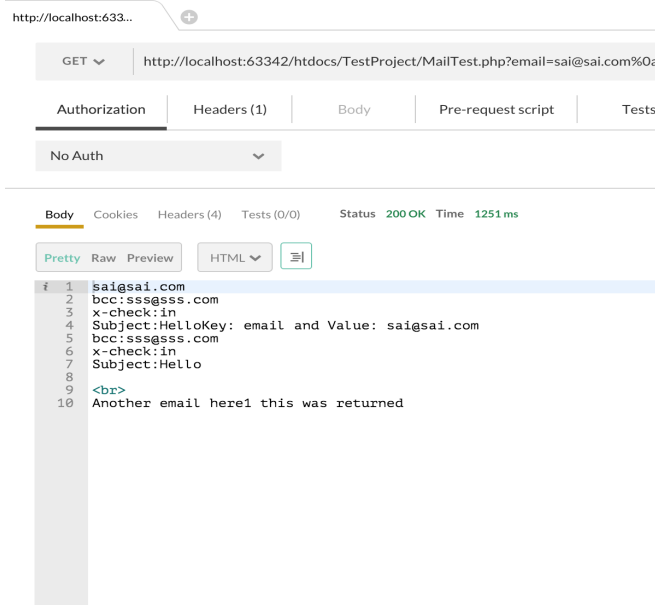 http://localhost:633...
GET http://localhost:63342/htdocs/TestProject/MailTest.php?email=sai@sai.com%0a
Authorization Headers (1) Body Pre-request script Tests
No Auth
Body Cookies Headers (4) Tests (0/0) Status 200 OK Time 1251 ms
Pretty Raw Preview HTML
i 1 sai@sai.com
2 bcc:sss@sss.com
3 x-check:in
4 Subject:HelloKey: email and Value: sai@sai.com
5 bcc:sss@sss.com
6 x-check:in
7 Subject:Hello
8
9 <br>
10 Another email here1 this was returned